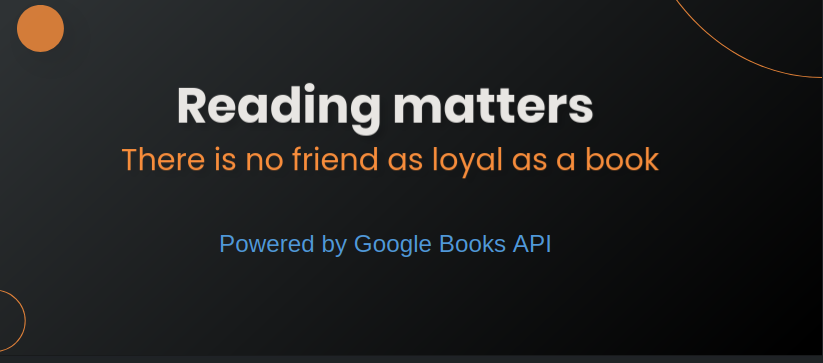 Reading matters
There is no friend as loyal as a book
Powered by Google Books API